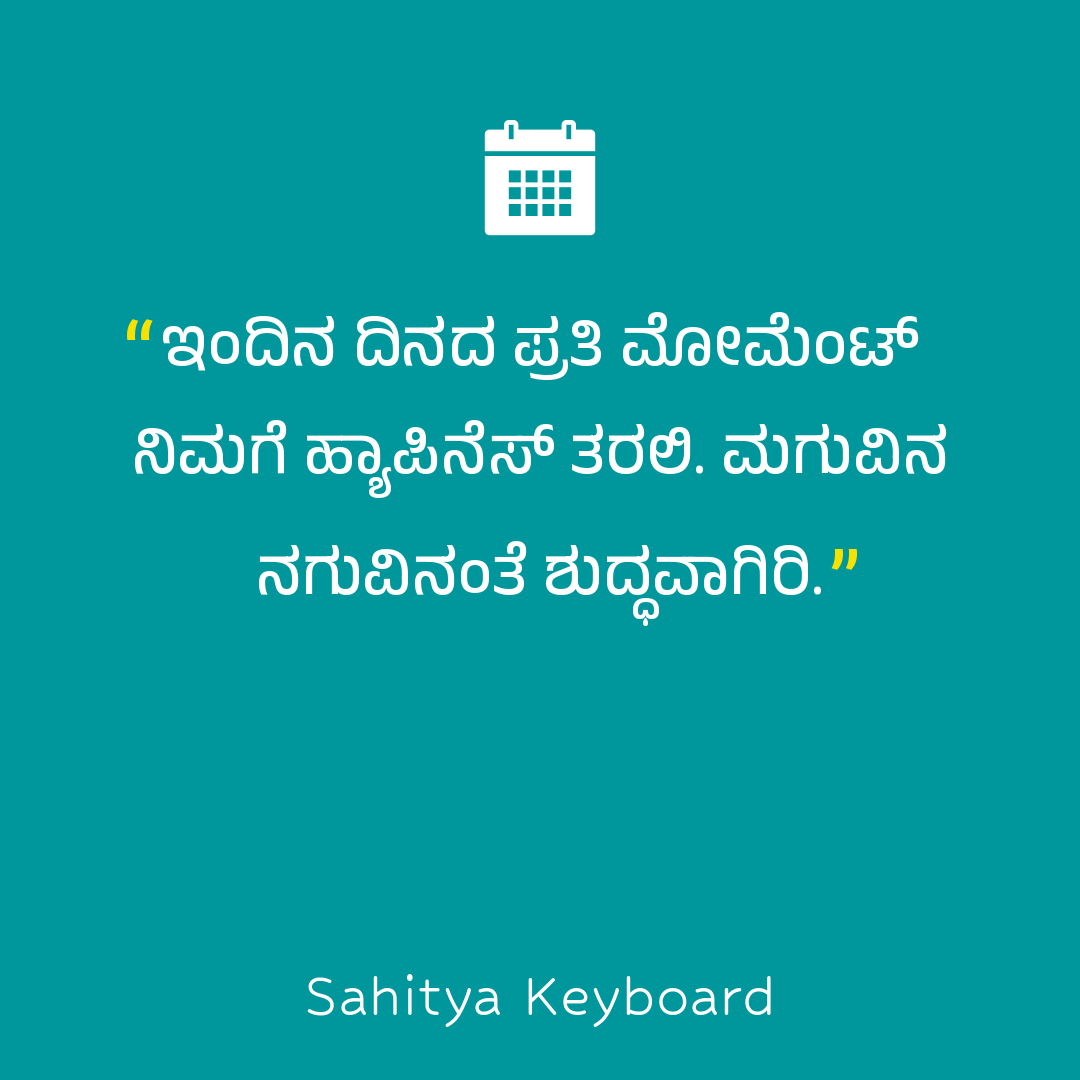 “ಇಂದಿನ ದಿನದ ಪ್ರತಿ ಮೋಮೆಂಟ್
ನಿಮಗೆ ಹ್ಯಾಪಿನೆಸ್ ತರಲಿ. ಮಗುವಿನ
ನಗುವಿನಂತೆ ಶುದ್ಧವಾಗಿರಿ.”
Sahitya Keyboard